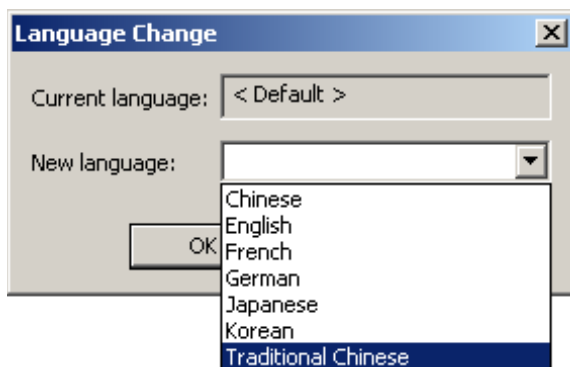 Language Change
Current language: < Default >
New language:
Chinese
English
OK French
German
Japanese
Korean
Traditional Chinese